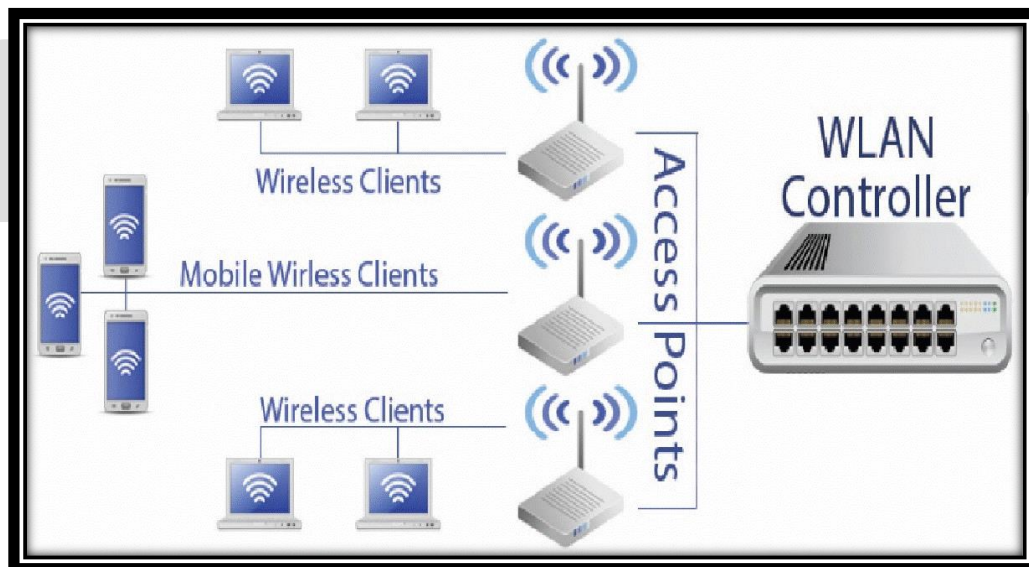 Wireless Clients
Mobile Wirless Clients
Wireless Clients
Access Points
WLAN
Controller